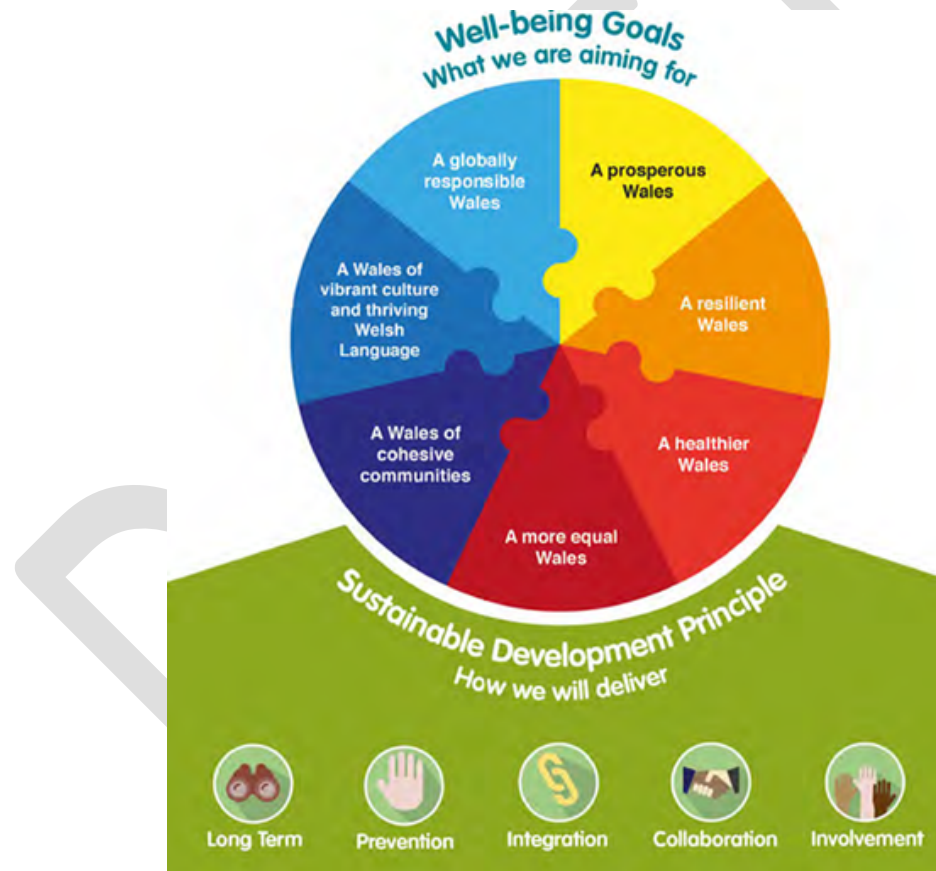 Well-being Goals
What we are aiming for
A globally
responsible
Wales
A prosperous
Wales
A resilient
Wales
A healthier
Wales
A more equal
Wales
A Wales of
cohesive
communities
A Wales of
vibrant culture
and thriving
Welsh
Language
Sustainable Development Principle
How we will deliver
Long Term
Prevention
Integration
Collaboration
Involvement